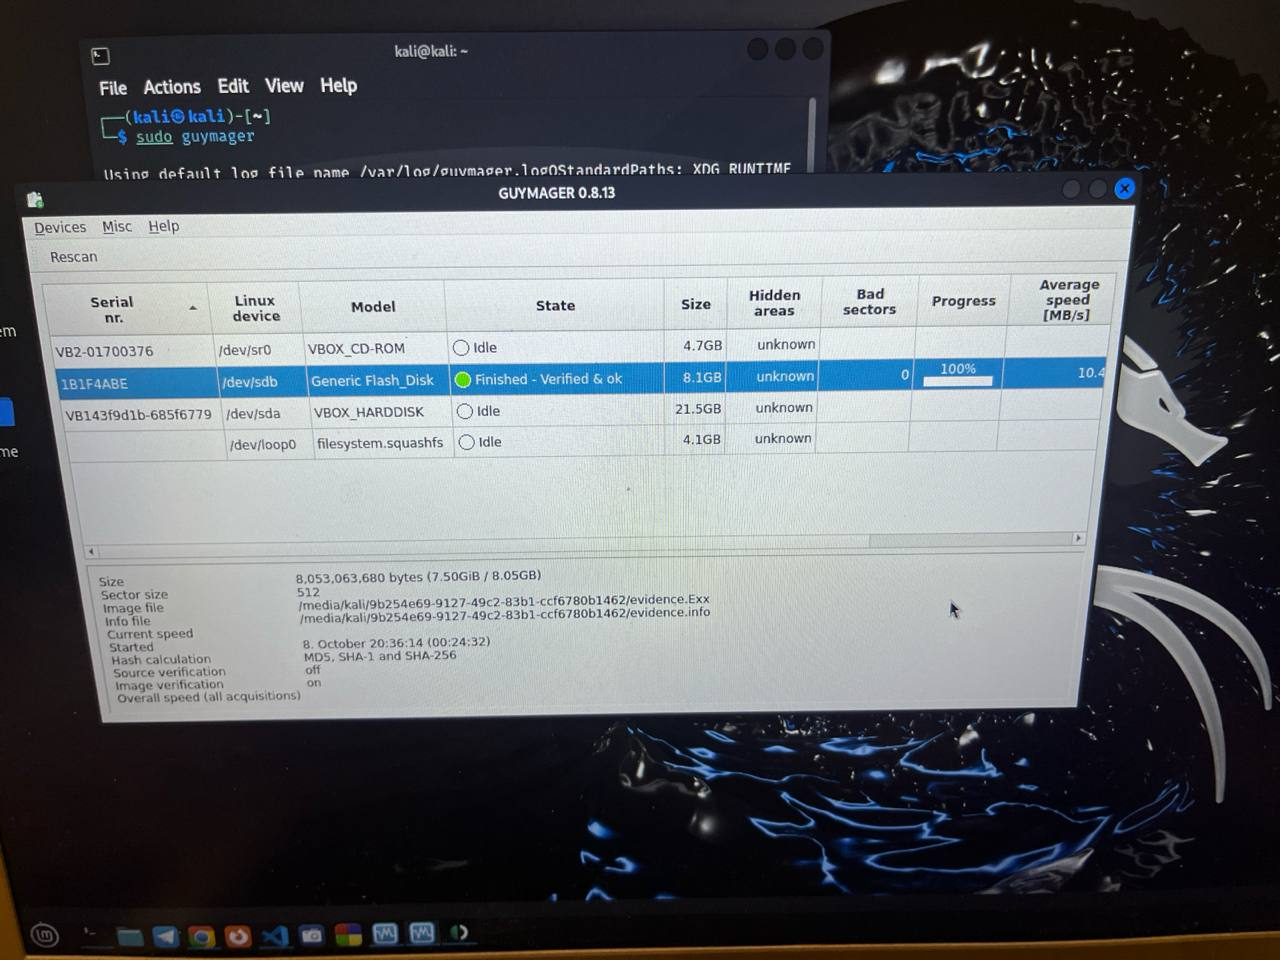 kali@kali: ~
File Actions Edit View Help
(kali㉿kali)-[~]
$ sudo guymager
Using default log file name /var/log/guymager.logQStandardPaths: XDG_RUNTIME
GUYMAGER 0.8.13
Devices Misc Help
Rescan
Serial nr. Linux device Model State Size Hidden areas Bad sectors Progress Average speed [MB/s]
VB2-01700376 /dev/sr0 VBOX_CD-ROM Idle 4.7GB unknown
1B1F4ABE /dev/sdb Generic Flash_Disk Finished - Verified & ok 8.1GB unknown 0 100% 10.4
VB143f9d1b-685f6779 /dev/sda VBOX_HARDDISK Idle 21.5GB unknown
/dev/loop0 filesystem.squashfs Idle 4.1GB unknown
Size 8,053,063,680 bytes (7.50GiB / 8.05GB)
Sector size 512
Image file /media/kali/9b254e69-9127-49c2-83b1-ccf6780b1462/evidence.Exx
Info file /media/kali/9b254e69-9127-49c2-83b1-ccf6780b1462/evidence.info
Current speed
Started 8. October 20:36:14 (00:24:32)
Hash calculation MD5, SHA-1 and SHA-256
Source verification off
Image verification on
Overall speed (all acquisitions)